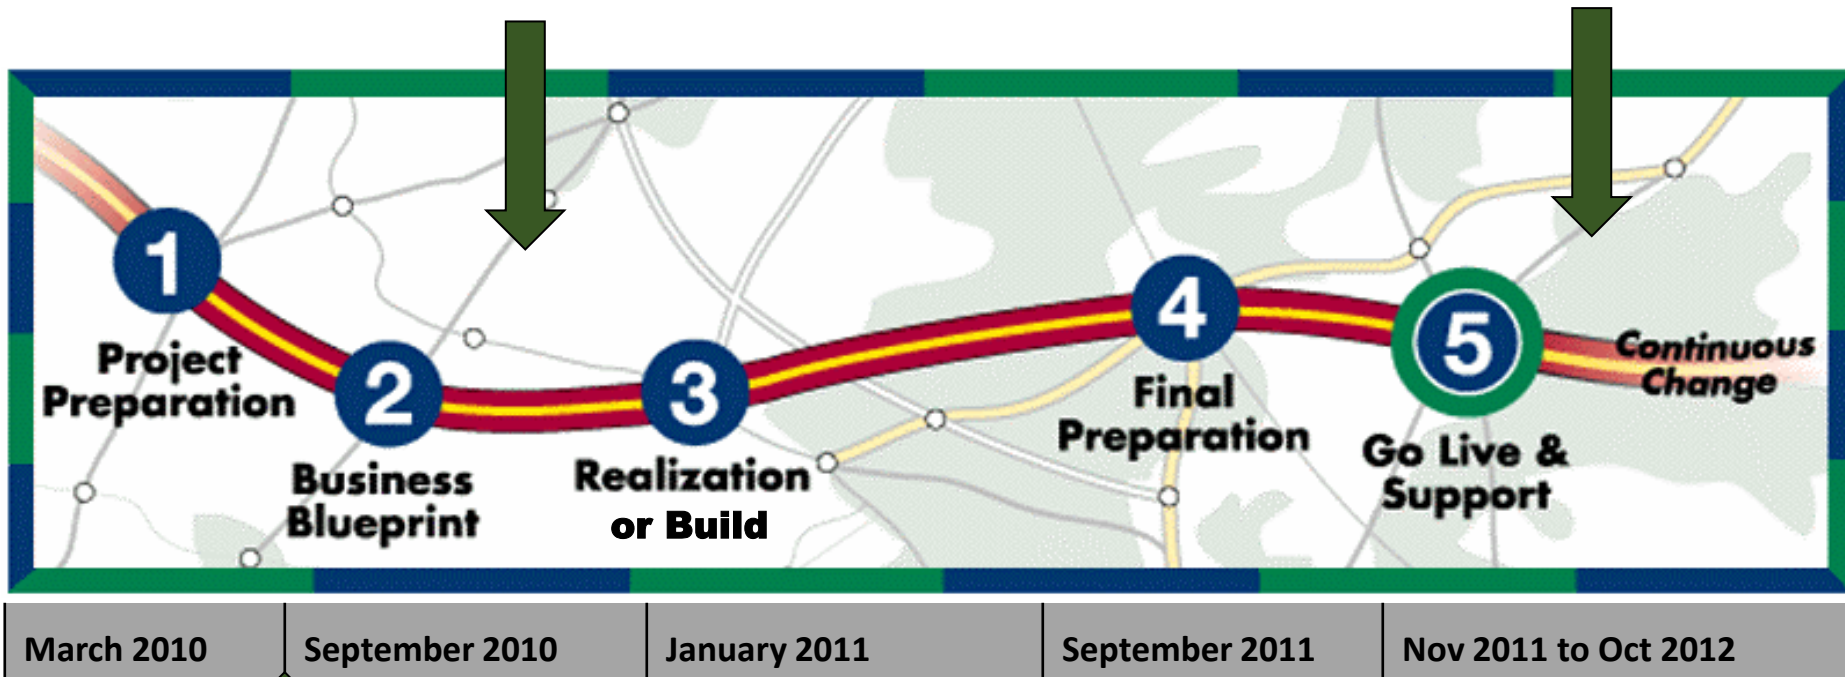 1
Project
Preparation
2
Business
Blueprint
3
Realization
or Build
4
Final
Preparation
5
Go Live &
Support
Continuous
Change
March 2010
September 2010
January 2011
September 2011
Nov 2011 to Oct 2012